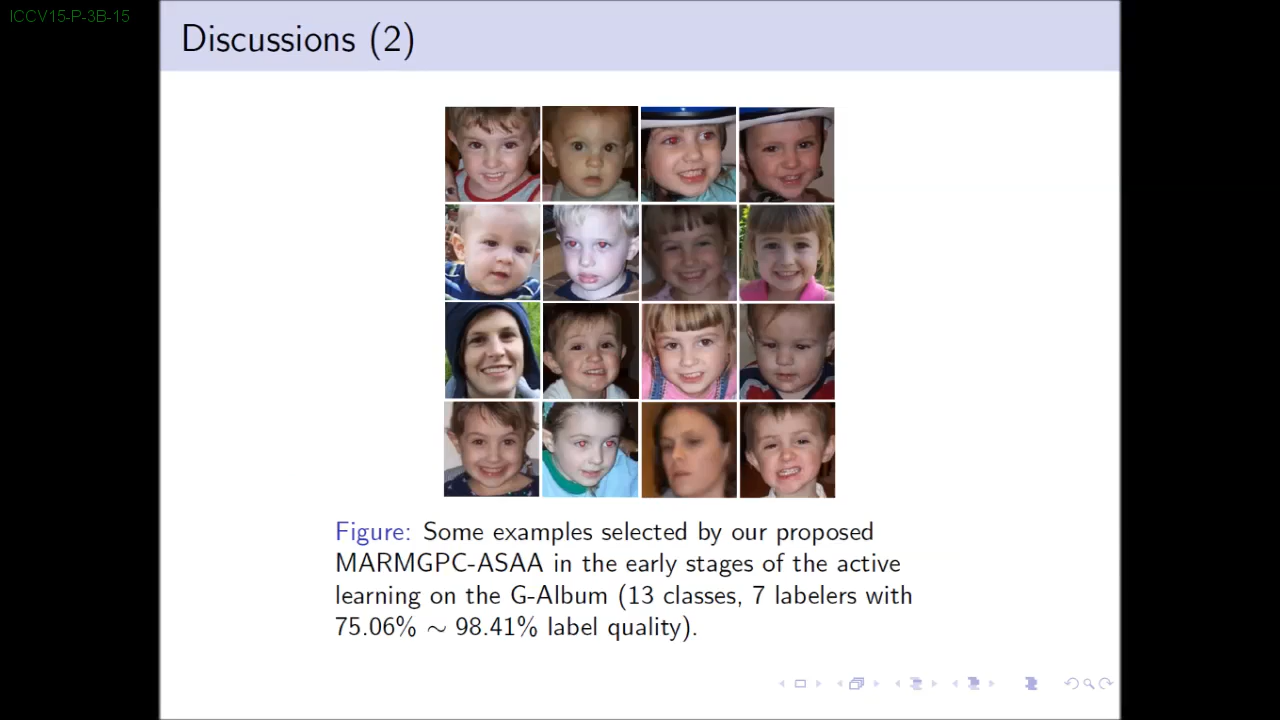 ICCV15-P-3B-15
Discussions (2)
Figure: Some examples selected by our proposed
MARMGPC-ASAA in the early stages of the active
learning on the G-Album (13 classes, 7 labelers with
75.06% ∼ 98.41% label quality).